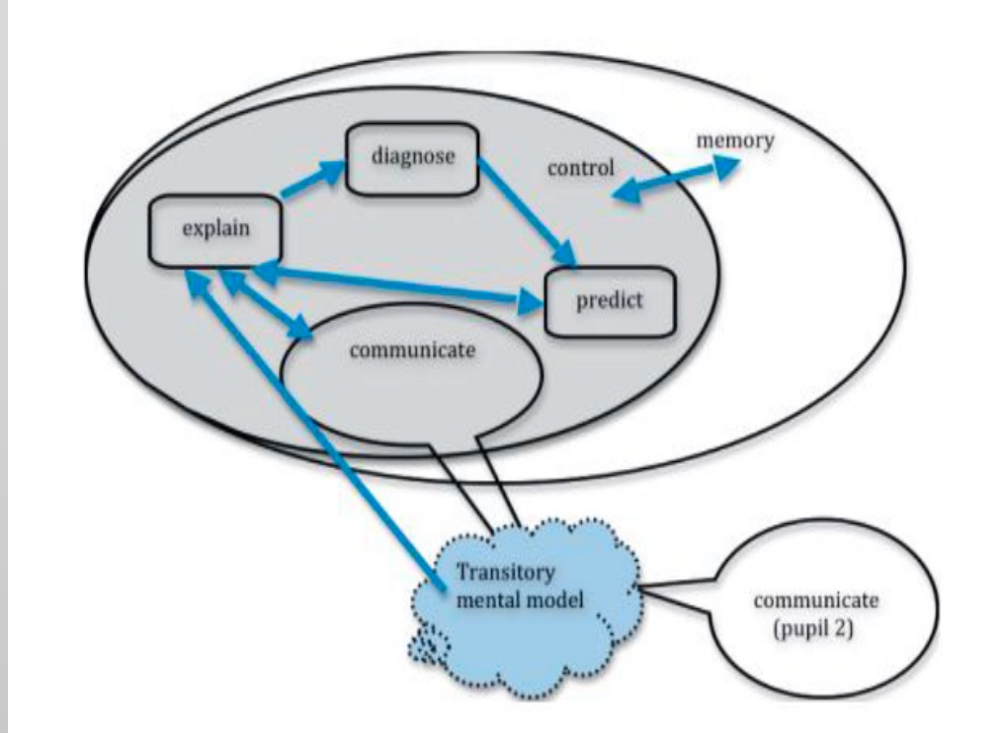 memory
diagnose
control
explain
predict
communicate
Transitory
mental model
communicate
(pupil 2)